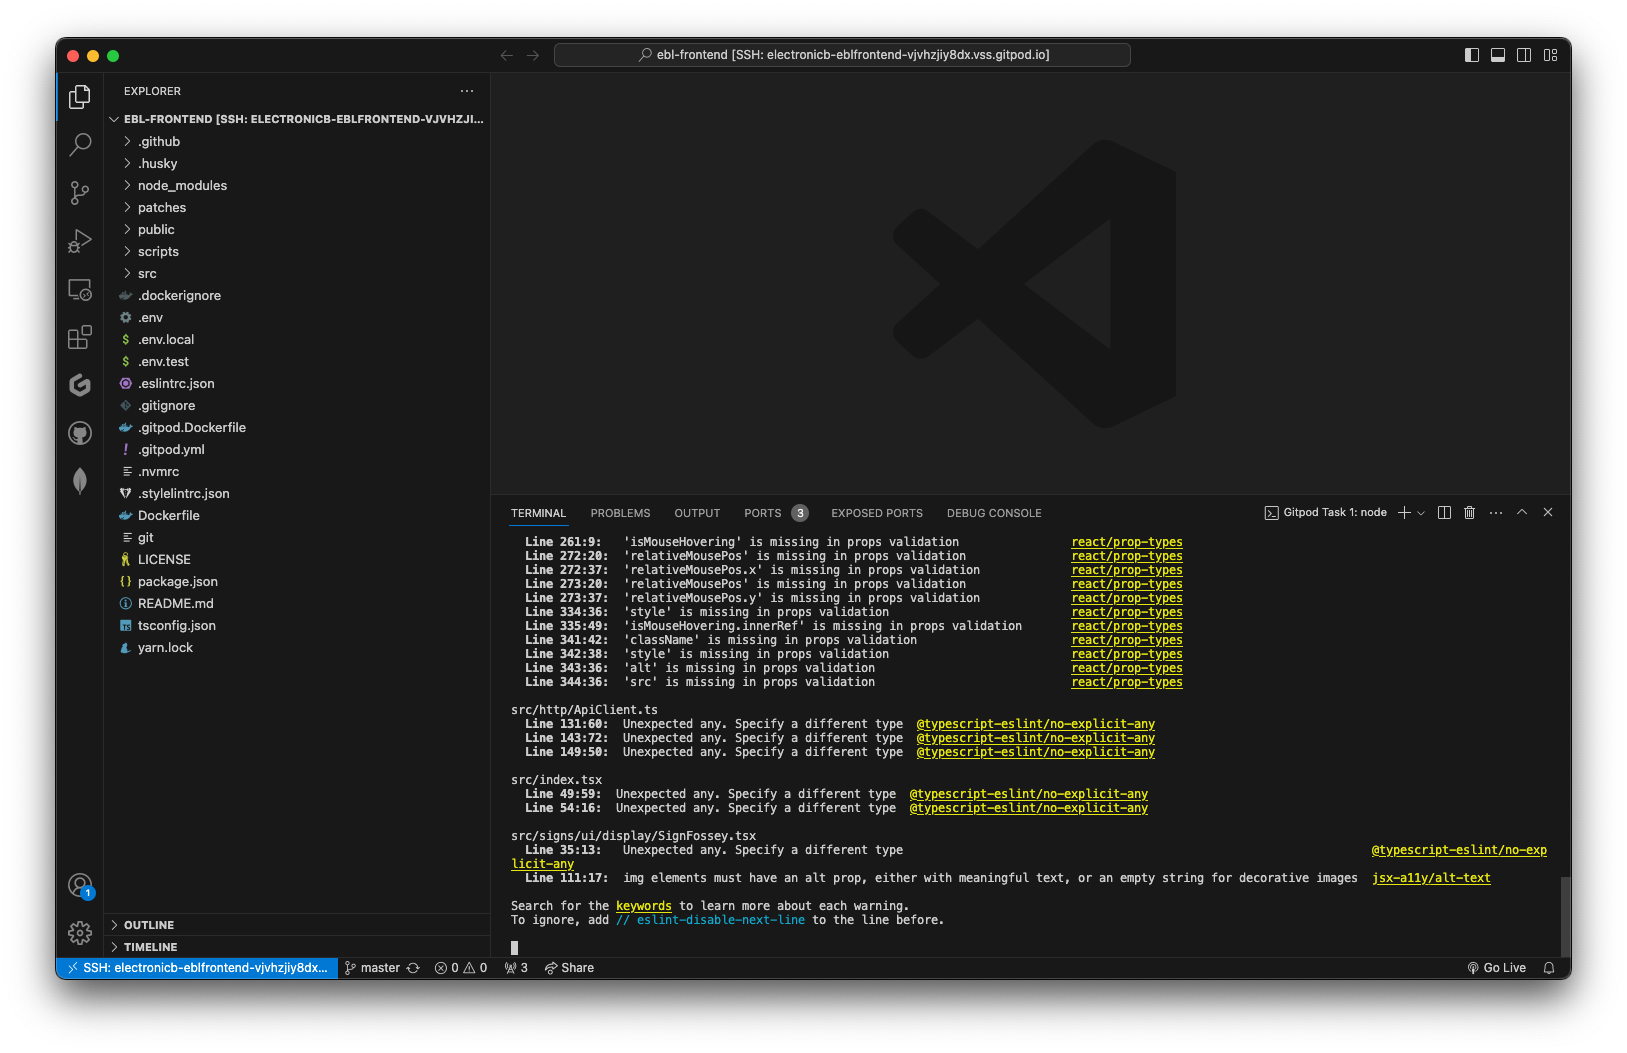 ebl-frontend [SSH: electronicb-eblfrontend-vjvhzjiy8dx.vss.gitpod.io]
EXPLORER
EBL-FRONTEND [SSH: ELECTRONICB-EBLFRONTEND-VJVHZJI...
.github
.husky
node_modules
patches
public
scripts
src
.dockerignore
.env
.env.local
.env.test
.eslintrc.json
.gitignore
.gitpod.Dockerfile
.gitpod.yml
.nvmrc
.stylelintrc.json
Dockerfile
git
LICENSE
package.json
README.md
tsconfig.json
yarn.lock
OUTLINE
TIMELINE
1
TERMINAL PROBLEMS OUTPUT PORTS 3 EXPOSED PORTS DEBUG CONSOLE Gitpod Task 1: node
Line 261:9: 'isMouseHovering' is missing in props validation react/prop-types
Line 272:20: 'relativeMousePos' is missing in props validation react/prop-types
Line 272:37: 'relativeMousePos.x' is missing in props validation react/prop-types
Line 273:20: 'relativeMousePos' is missing in props validation react/prop-types
Line 273:37: 'relativeMousePos.y' is missing in props validation react/prop-types
Line 334:36: 'style' is missing in props validation react/prop-types
Line 335:49: 'isMouseHovering.innerRef' is missing in props validation react/prop-types
Line 341:42: 'className' is missing in props validation react/prop-types
Line 342:38: 'style' is missing in props validation react/prop-types
Line 343:36: 'alt' is missing in props validation react/prop-types
Line 344:36: 'src' is missing in props validation react/prop-types
src/http/ApiClient.ts
Line 131:60: Unexpected any. Specify a different type @typescript-eslint/no-explicit-any
Line 143:72: Unexpected any. Specify a different type @typescript-eslint/no-explicit-any
Line 149:50: Unexpected any. Specify a different type @typescript-eslint/no-explicit-any
src/index.tsx
Line 49:59: Unexpected any. Specify a different type @typescript-eslint/no-explicit-any
Line 54:16: Unexpected any. Specify a different type @typescript-eslint/no-explicit-any
src/signs/ui/display/SignFossey.tsx
Line 35:13: Unexpected any. Specify a different type @typescript-eslint/no-exp
licit-any
Line 111:17: img elements must have an alt prop, either with meaningful text, or an empty string for decorative images jsx-a11y/alt-text
Search for the keywords to learn more about each warning.
To ignore, add // eslint-disable-next-line to the line before.
SSH: electronicb-eblfrontend-vjvhzjiy8dx... master 0 0 3 Share Go Live